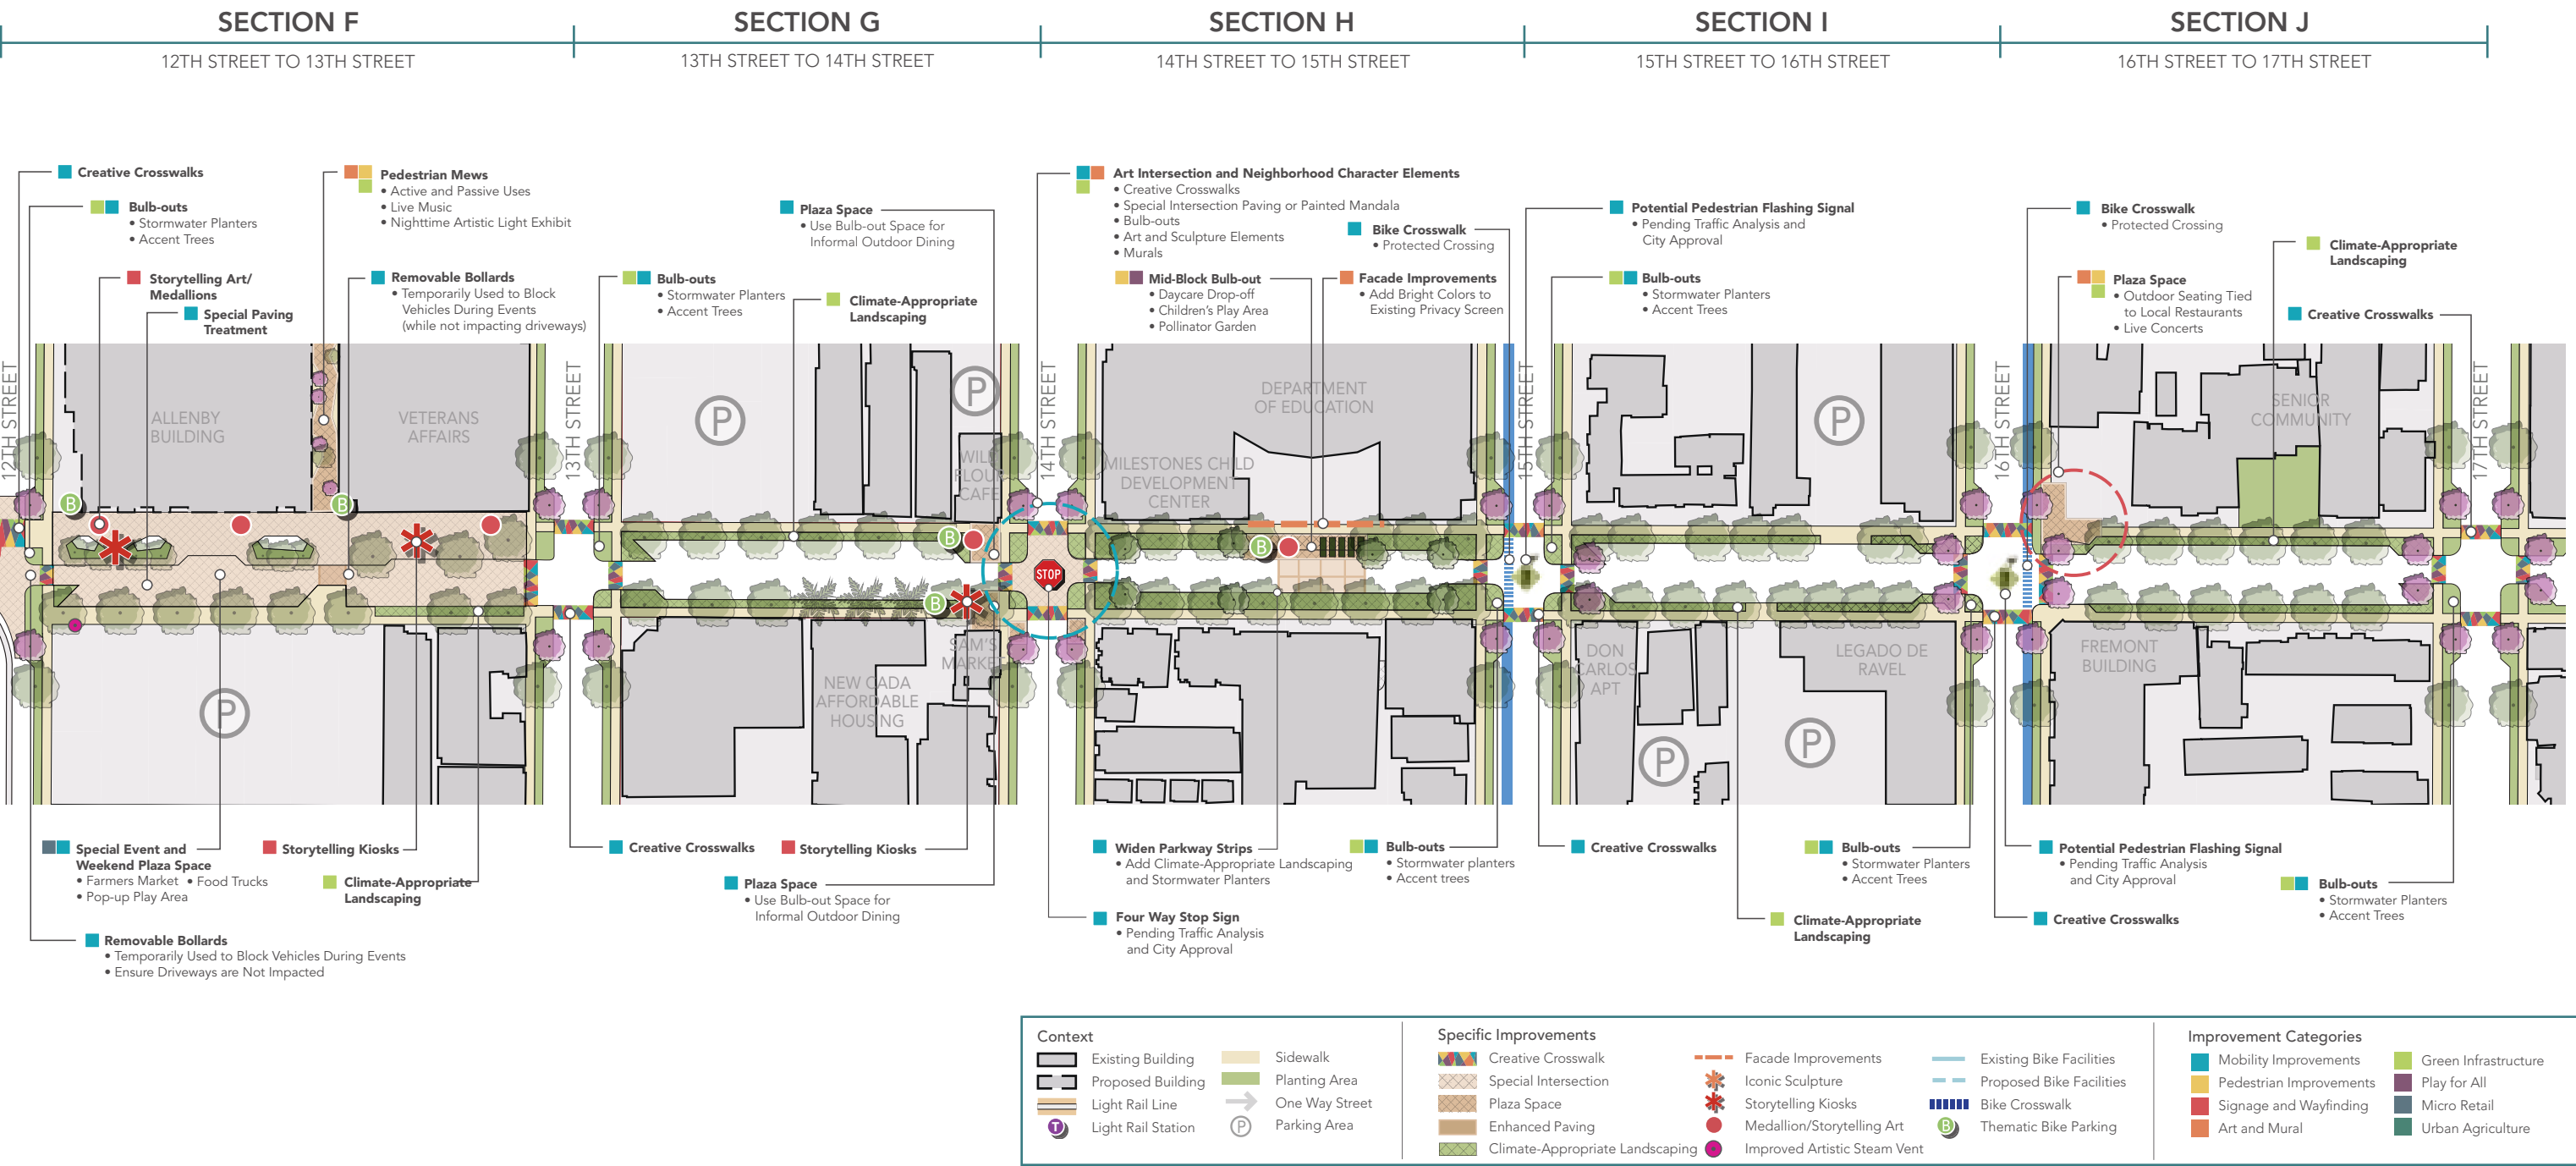 SECTION F
SECTION G
SECTION H
SECTION I
SECTION J
12TH STREET TO 13TH STREET
13TH STREET TO 14TH STREET
14TH STREET TO 15TH STREET
15TH STREET TO 16TH STREET
16TH STREET TO 17TH STREET
Creative Crosswalks
Bulb-outs
• Stormwater Planters
• Accent Trees
Storytelling Art/
Medallions
Special Paving
Treatment
Pedestrian Mews
• Active and Passive Uses
• Live Music
• Nighttime Artistic Light Exhibit
Removable Bollards
• Temporarily Used to Block
Vehicles During Events
(while not impacting driveways)
Plaza Space
• Use Bulb-out Space for
Informal Outdoor Dining
Bulb-outs
• Stormwater Planters
• Accent Trees
Climate-Appropriate
Landscaping
Art Intersection and Neighborhood Character Elements
• Creative Crosswalks
• Special Intersection Paving or Painted Mandala
• Bulb-outs
• Art and Sculpture Elements
• Murals
Bike Crosswalk
• Protected Crossing
Mid-Block Bulb-out
• Daycare Drop-off
• Children's Play Area
• Pollinator Garden
Facade Improvements
• Add Bright Colors to
Existing Privacy Screen
Potential Pedestrian Flashing Signal
• Pending Traffic Analysis and
City Approval
Bulb-outs
• Stormwater Planters
• Accent Trees
Bike Crosswalk
• Protected Crossing
Climate-Appropriate
Landscaping
Plaza Space
• Outdoor Seating Tied
to Local Restaurants
• Live Concerts
Creative Crosswalks
12TH STREET
ALLENBY
BUILDING
VETERANS
AFFAIRS
13TH STREET
P
P
WILD
FLOUR
CAFE
14TH STREET
DEPARTMENT
OF EDUCATION
MILESTONES CHILD
DEVELOPMENT
CENTER
15TH STREET
P
16TH STREET
SENIOR
COMMUNITY
17TH STREET
B
B
B
B
B
STOP
P
NEW CADA
AFFORDABLE
HOUSING
SAM'S
MARKET
DON
CARLOS
APT
P
P
LEGADO DE
RAVEL
FREMONT
BUILDING
Special Event and
Weekend Plaza Space
• Farmers Market • Food Trucks
• Pop-up Play Area
Storytelling Kiosks
Climate-Appropriate
Landscaping
Removable Bollards
• Temporarily Used to Block Vehicles During Events
• Ensure Driveways are Not Impacted
Creative Crosswalks
Storytelling Kiosks
Plaza Space
• Use Bulb-out Space for
Informal Outdoor Dining
Widen Parkway Strips
• Add Climate-Appropriate Landscaping
and Stormwater Planters
Bulb-outs
• Stormwater planters
• Accent trees
Four Way Stop Sign
• Pending Traffic Analysis
and City Approval
Creative Crosswalks
Bulb-outs
• Stormwater Planters
• Accent Trees
Climate-Appropriate
Landscaping
Potential Pedestrian Flashing Signal
• Pending Traffic Analysis
and City Approval
Creative Crosswalks
Bulb-outs
• Stormwater Planters
• Accent Trees
Context
Existing Building
Proposed Building
Light Rail Line
T Light Rail Station
Sidewalk
Planting Area
One Way Street
P Parking Area
Specific Improvements
Creative Crosswalk
Special Intersection
Plaza Space
Enhanced Paving
Climate-Appropriate Landscaping
Facade Improvements
Iconic Sculpture
Storytelling Kiosks
Medallion/Storytelling Art
Improved Artistic Steam Vent
Existing Bike Facilities
Proposed Bike Facilities
Bike Crosswalk
B Thematic Bike Parking
Improvement Categories
Mobility Improvements
Pedestrian Improvements
Signage and Wayfinding
Art and Mural
Green Infrastructure
Play for All
Micro Retail
Urban Agriculture